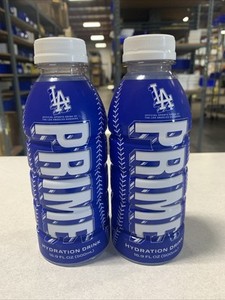 LA
PRIME
HYDRATION DRINK
16.9 FL OZ (500mL)
LA
PRIME
HYDRATION DRINK
16.9 FL OZ (500mL)